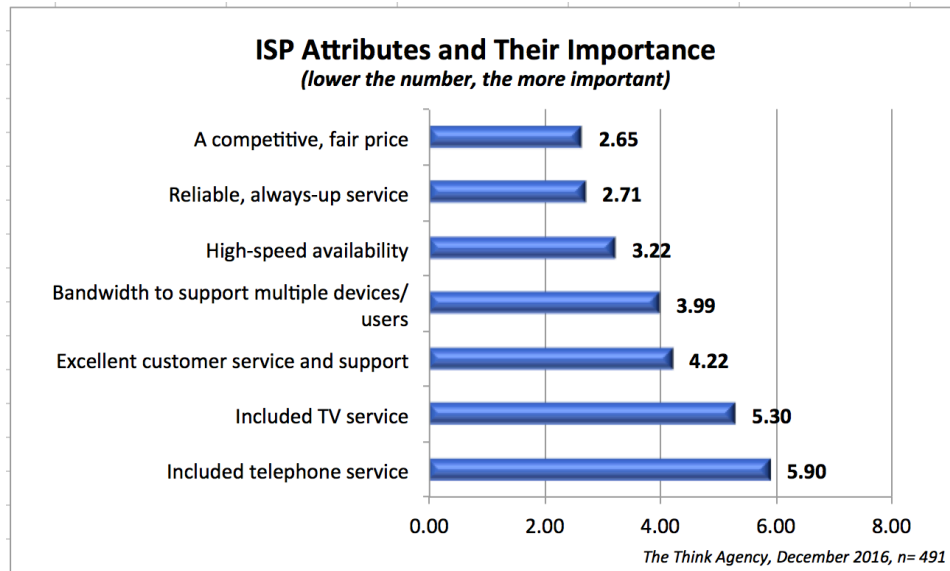 ISP Attributes and Their Importance
(lower the number, the more important)
A competitive, fair price 2.65
Reliable, always-up service 2.71
High-speed availability 3.22
Bandwidth to support multiple devices/
users 3.99
Excellent customer service and support 4.22
Included TV service 5.30
Included telephone service 5.90
0.00 2.00 4.00 6.00 8.00
The Think Agency, December 2016, n= 491